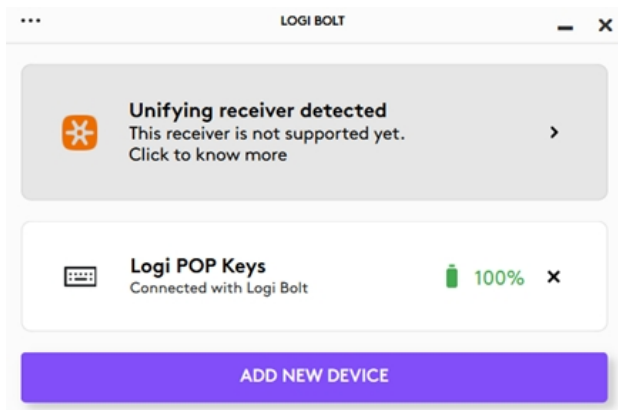 LOGI BOLT
Unifying receiver detected
This receiver is not supported yet.
Click to know more
Logi POP Keys
Connected with Logi Bolt
100%
ADD NEW DEVICE